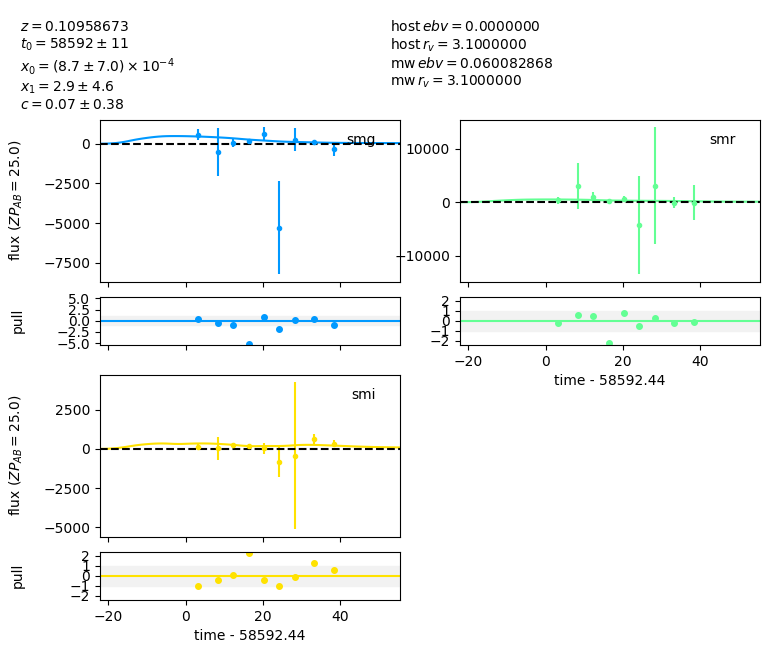 z = 0.10958673
t₀ = 58592 ± 11
x₀ = (8.7 ± 7.0) × 10⁻⁴
x₁ = 2.9 ± 4.6
c = 0.07 ± 0.38
host ebv = 0.0000000
host r_v = 3.1000000
mw ebv = 0.060082868
mw r_v = 3.1000000
smg
flux (ZP_AB = 25.0)
0
−2500
−5000
−7500
smr
10000
0
−10000
pull
5.0
2.5
0.0
−2.5
−5.0
2
1
0
−1
−2
−20 0 20 40
time - 58592.44
smi
flux (ZP_AB = 25.0)
2500
0
−2500
−5000
pull
2
1
0
−1
−2
−20 0 20 40
time - 58592.44